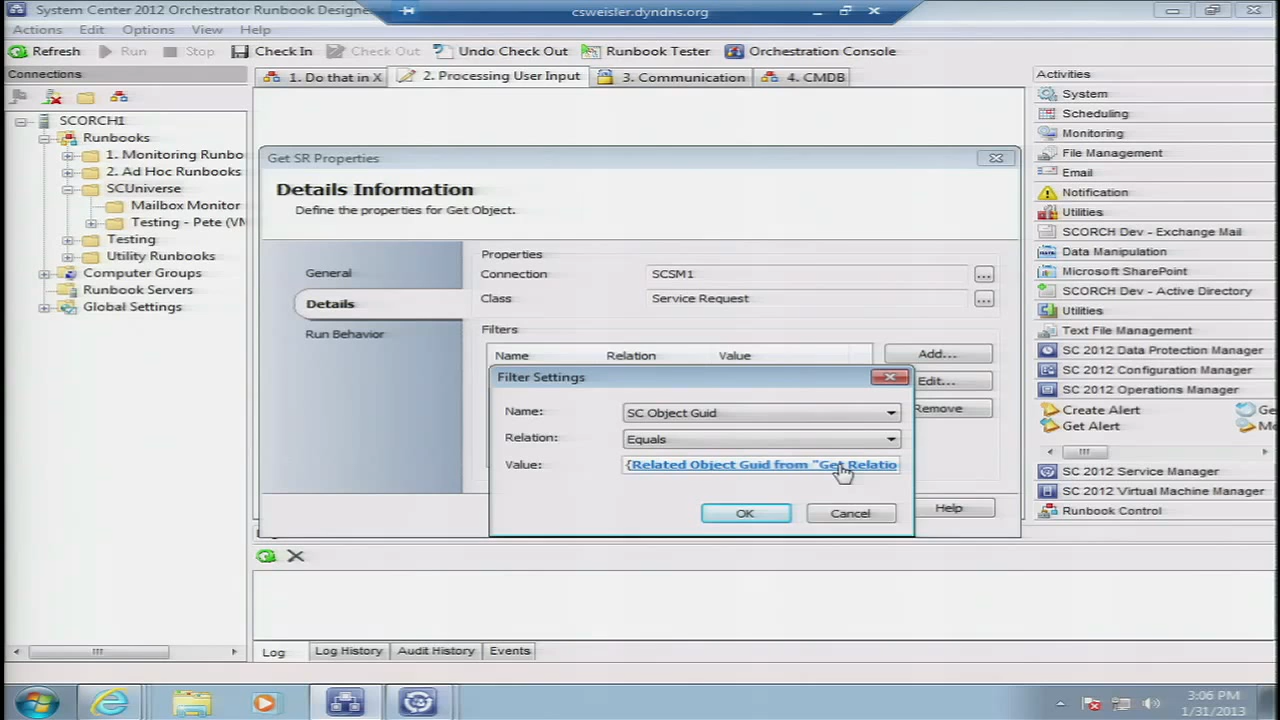 System Center 2012 Orchestrator Runbook Designe
csweisler.dyndns.org
Actions Edit Options View Help
Refresh Run Stop Check In Check Out Undo Check Out Runbook Tester Orchestration Console
Connections
1. Do that in X 2. Processing User Input 3. Communication 4. CMDB
Activities
SCORCH1
Runbooks
1. Monitoring Runbo
2. Ad Hoc Runbooks
SCUniverse
Mailbox Monitor
Testing - Pete (VM
Testing
Utility Runbooks
Computer Groups
Runbook Servers
Global Settings
Get SR Properties
Details Information
Define the properties for Get Object.
General
Details
Run Behavior
Properties
Connection SCSM1 ...
Class Service Request ...
Filters
Name Relation Value
Add...
Edit...
Remove
Help
Filter Settings
Name: SC Object Guid
Relation: Equals
Value: {Related Object Guid from "Get Relatio
OK Cancel
System
Scheduling
Monitoring
File Management
Email
Notification
Utilities
SCORCH Dev - Exchange Mail
Data Manipulation
Microsoft SharePoint
SCORCH Dev - Active Directory
Utilities
Text File Management
SC 2012 Data Protection Manager
SC 2012 Configuration Manager
SC 2012 Operations Manager
Create Alert Ge
Get Alert Mo
SC 2012 Service Manager
SC 2012 Virtual Machine Manager
Runbook Control
Log Log History Audit History Events
3:06 PM
1/31/2013